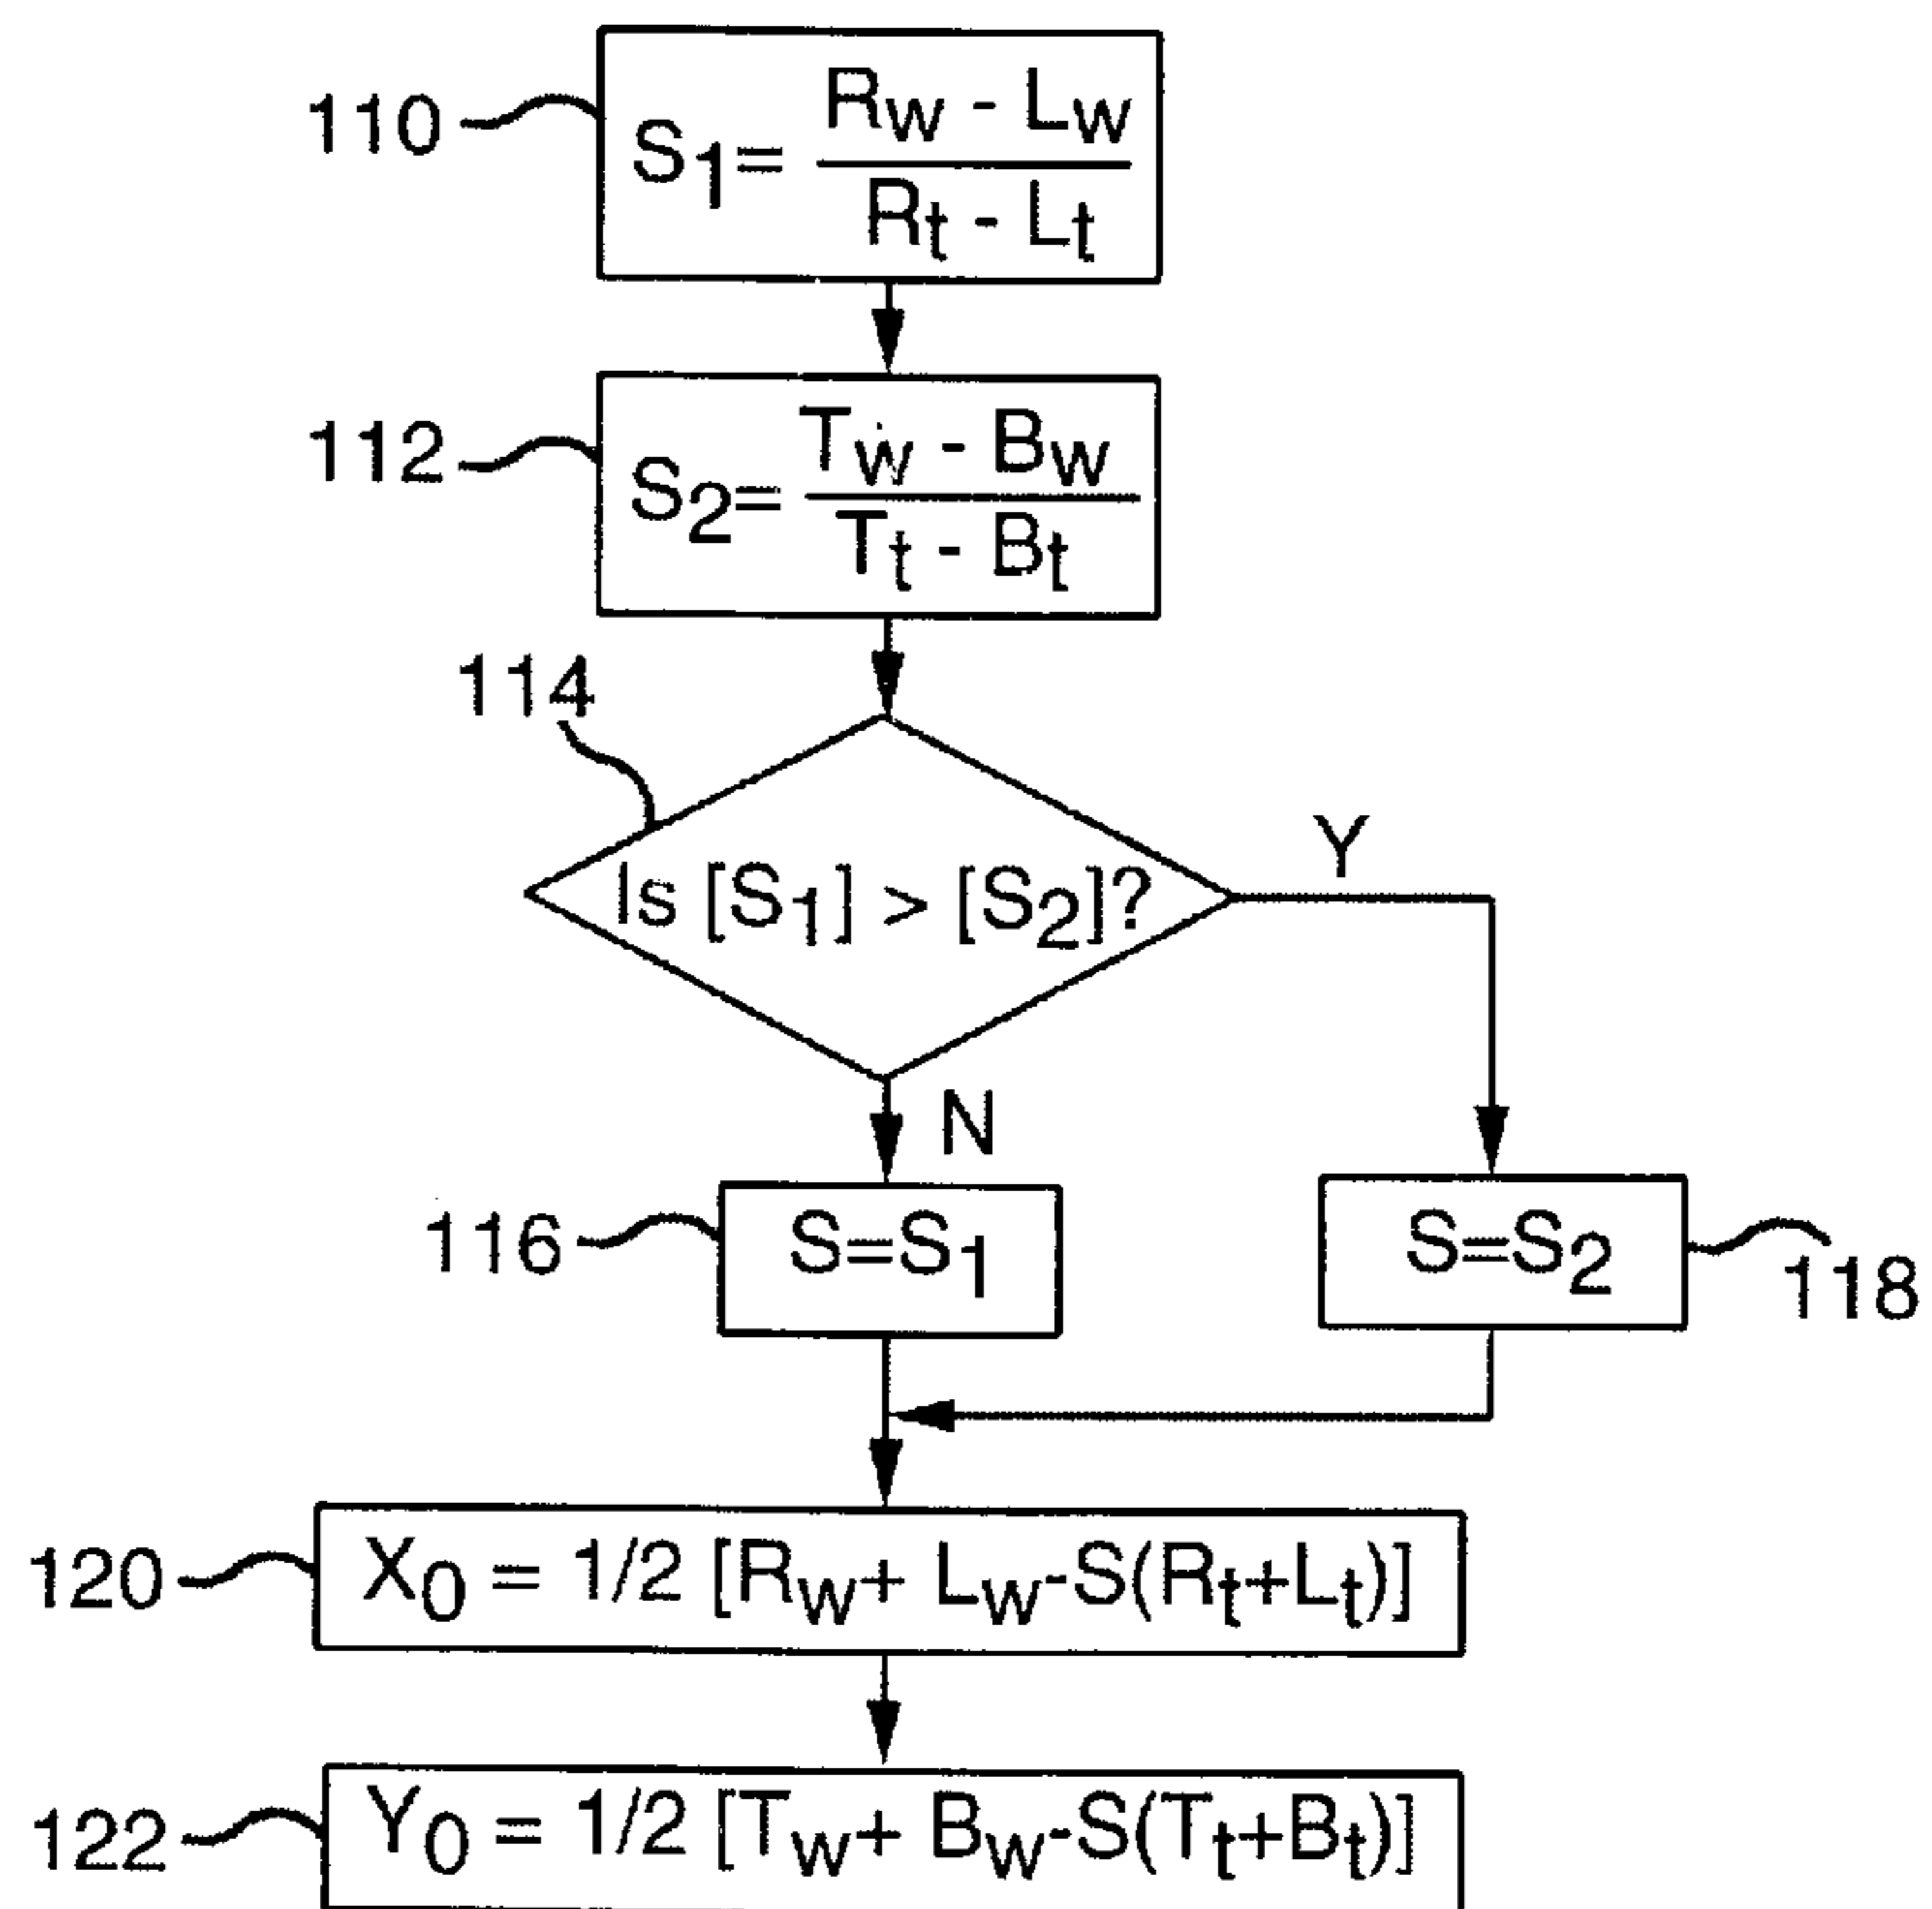 110
S1= Rw - Lw
Rt - Lt
112
S2= Tw - Bw
Tt - Bt
114
Is [S1] > [S2]?
Y
N
116
S=S1
S=S2
118
120
X0 = 1/2 [Rw+ Lw-S(Rt+Lt)]
122
Y0 = 1/2 [Tw+ Bw-S(Tt+Bt)]